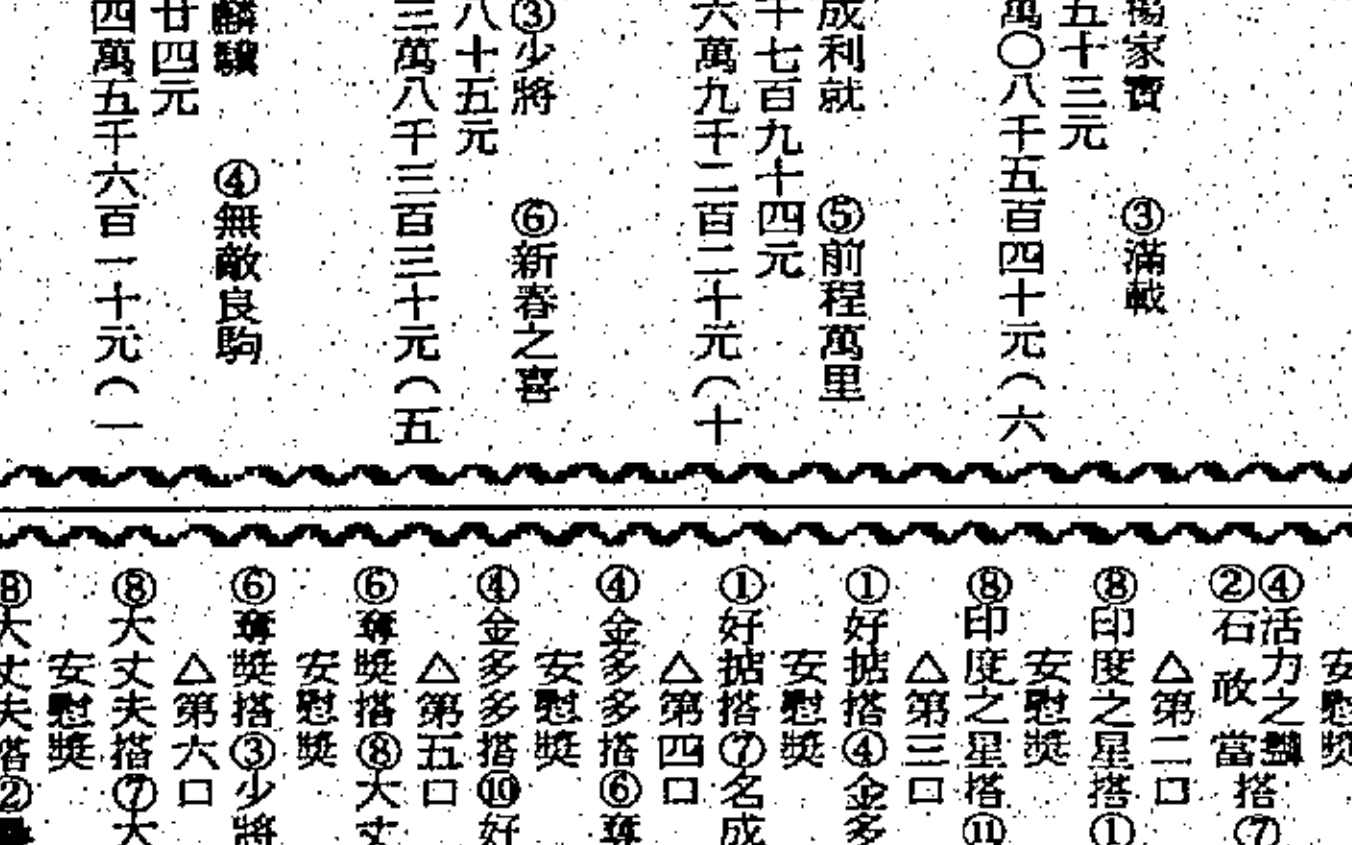 楊家寶　③滿載
五十三元
萬〇八千五百四十元（六
成利就　⑤前程萬里
千七百九十四元
六萬九千二百二十元（十
③少將　⑥新春之喜
八十五元
三萬八千三百三十元（五
麟驥　④無敵良駒
廿四元
四萬五千六百一十元（一
安慰獎
④活力之
②石敢當搭⑦
△第二口
⑧印度之星搭①
安慰獎
⑧印度之星搭⑪
△第三口
①好掂搭④金多
安慰獎
①好掂搭⑦名成
△第四口
④金多多搭⑥奪
安慰獎
④金多多搭⑩好
△第五口
⑥奪獎搭⑧大丈
安慰獎
⑥奪獎搭③少將
△第六口
⑧大丈夫搭⑦大
安慰獎
⑧大丈夫搭②